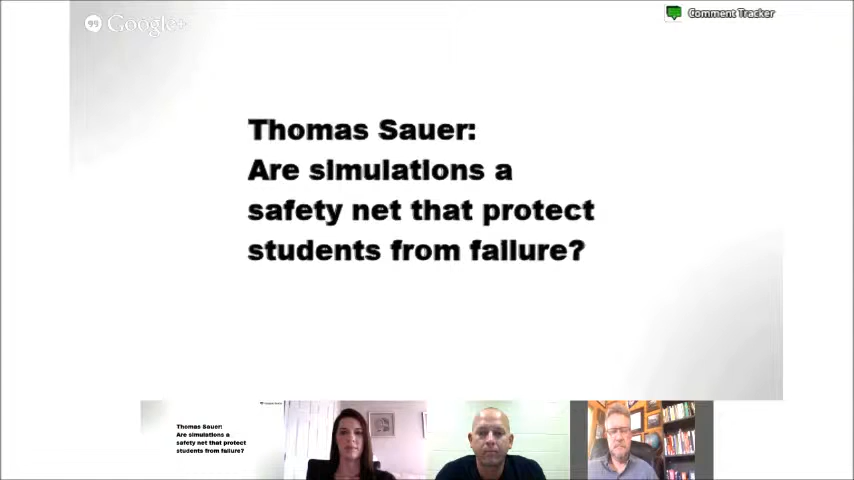 Google+
Comment Tracker
Thomas Sauer:
Are simulations a
safety net that protect
students from failure?
Thomas Sauer:
Are simulations a
safety net that protect
students from failure?